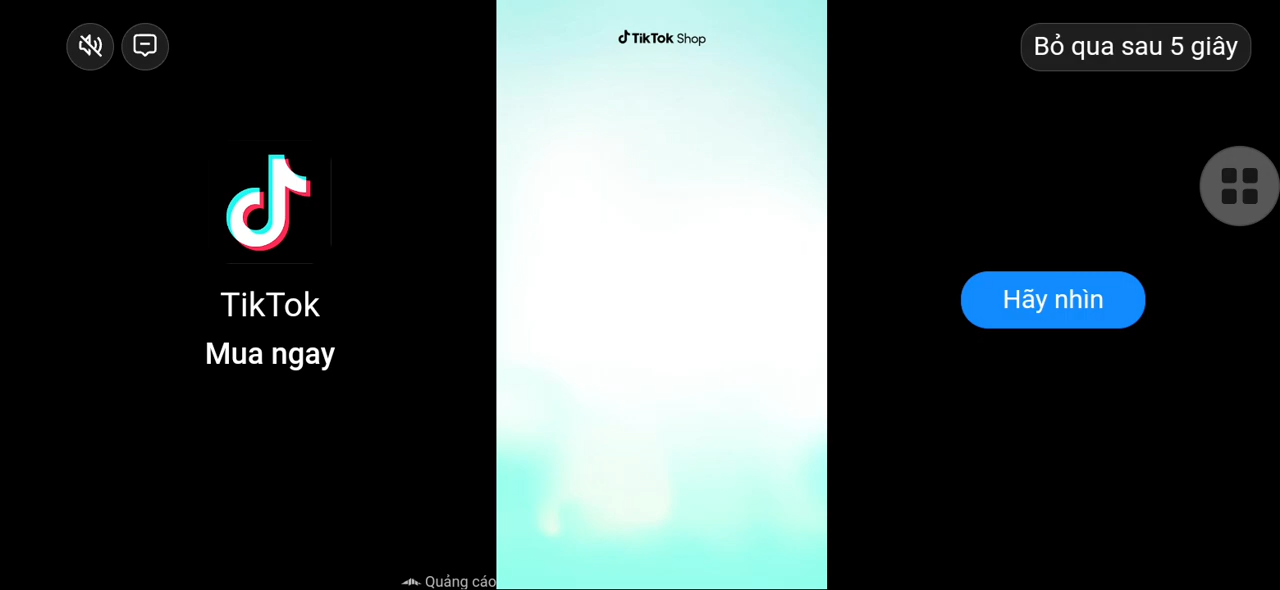 TikTok Shop
Bỏ qua sau 5 giây
TikTok
Mua ngay
Hãy nhìn
Quảng cáo